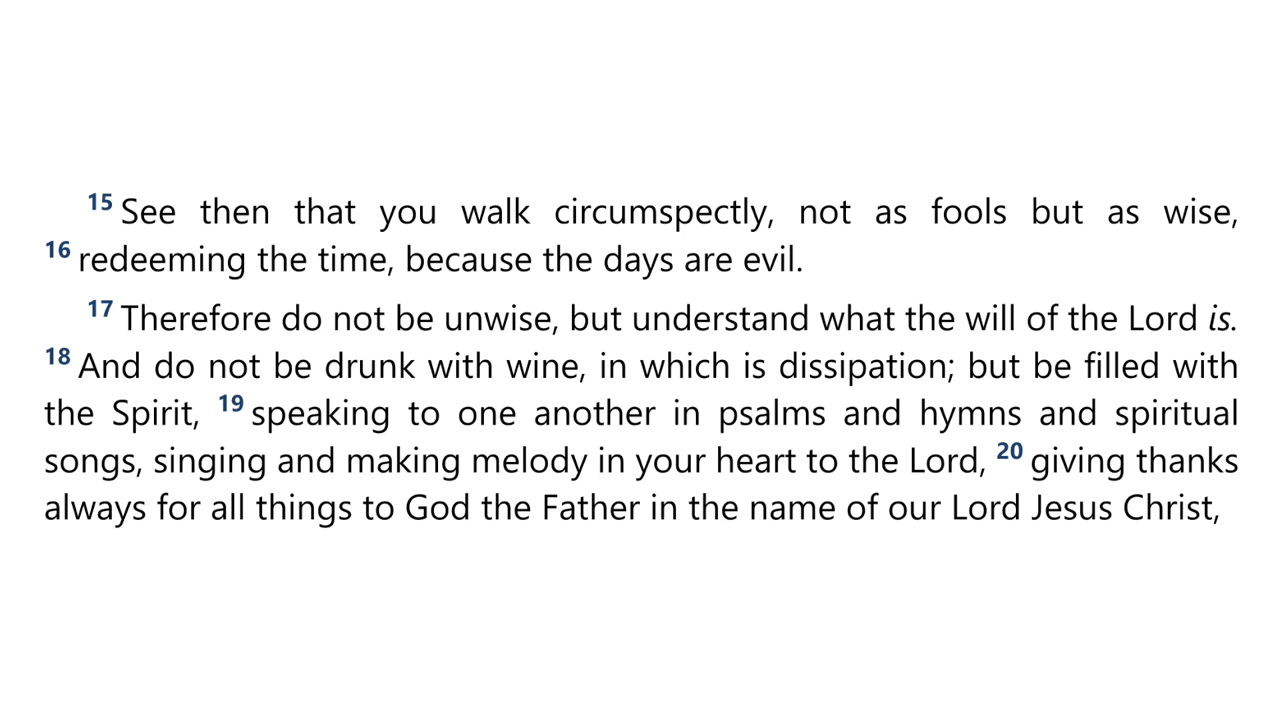 15 See then that you walk circumspectly, not as fools but as wise,
16 redeeming the time, because the days are evil.
17 Therefore do not be unwise, but understand what the will of the Lord is.
18 And do not be drunk with wine, in which is dissipation; but be filled with
the Spirit, 19 speaking to one another in psalms and hymns and spiritual
songs, singing and making melody in your heart to the Lord, 20 giving thanks
always for all things to God the Father in the name of our Lord Jesus Christ,